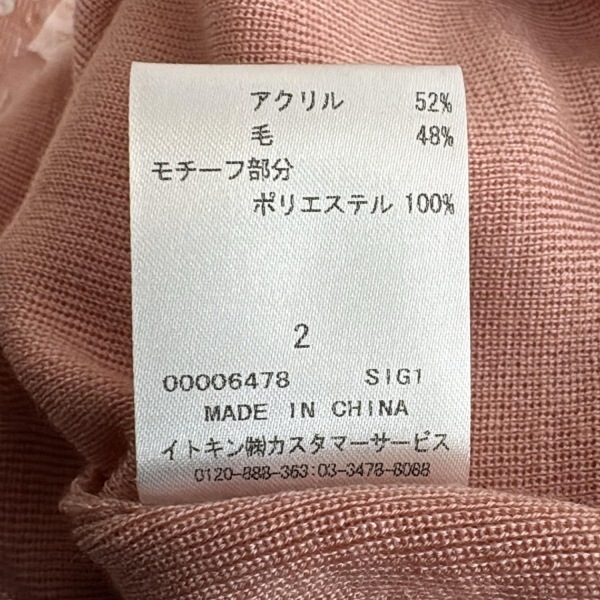 アクリル 52%
毛 48%
モチーフ部分
ポリエステル 100%
2
00006478 SIG1
MADE IN CHINA
イトキン㈱カスタマーサービス
0120-888-363:03-3478-8088